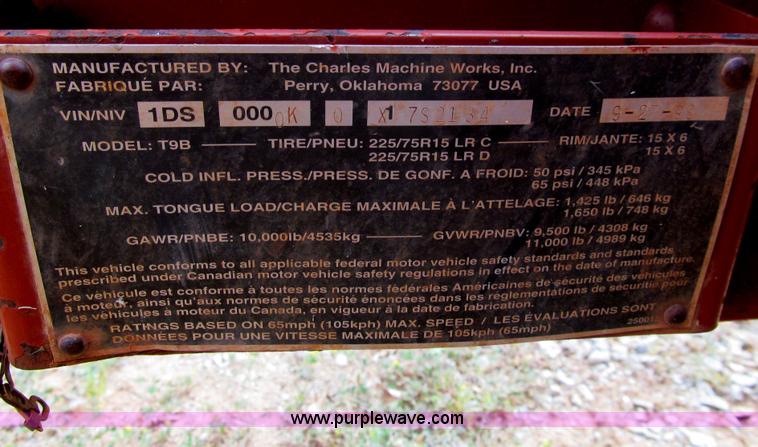 MANUFACTURED BY: The Charles Machine Works, Inc.
FABRIQUÉ PAR: Perry, Oklahoma 73077 USA
VIN/NIV 1DS 000 K 0 X1 7S2134 DATE
MODEL: T9B TIRE/PNEU: 225/75R15 LR C RIM/JANTE: 15 X 6
225/75R15 LR D 15 X 6
COLD INFL. PRESS./PRESS. DE GONF. A FROID: 50 psi / 345 kPa
65 psi / 448 kPa
MAX. TONGUE LOAD/CHARGE MAXIMALE À L'ATTELAGE: 1,425 lb / 646 kg
1,650 lb / 748 kg
GAWR/PNBE: 10,000lb/4535kg GVWR/PNBV: 9,500 lb / 4308 kg
11,000 lb / 4989 kg
This vehicle conforms to all applicable federal motor vehicle safety standards and standards
prescribed under Canadian motor vehicle safety regulations in effect on the date of manufacture.
Ce véhicule est conforme à toutes les normes fédérales Américaines de sécurité des véhicules
à moteur, ainsi qu'aux normes de sécurité énoncées dans les réglementations de sécurité pour
les véhicules à moteur du Canada, en vigueur à la date de fabrication.
RATINGS BASED ON 65mph (105kph) MAX. SPEED / LES ÉVALUATIONS SONT
DONNÉES POUR UNE VITESSE MAXIMALE DE 105kph (65mph)
www.purplewave.com